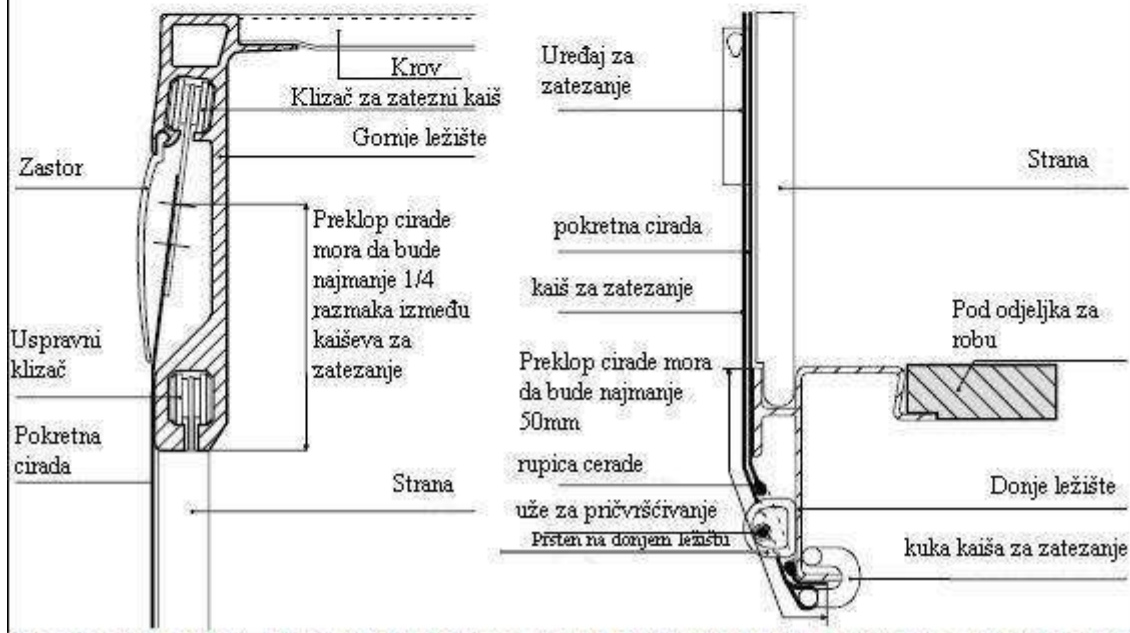 Krov
Klizač za zatezni kaiš
Gornje ležište
Zastor
Preklop cirade
mora da bude
najmanje 1/4
razmaka između
kaiševa za
zatezanje
Uspravni
klizač
Pokretna
cirada
Strana
Uređaj za
zatezanje
Strana
pokretna cirada
kaiš za zatezanje
Pod odjeljka za
robu
Preklop cirade mora
da bude najmanje
50mm
rupica cerade
Donje ležište
uže za pričvršćivanje
Prsten na donjem ležištu
kuka kaiša za zatezanje